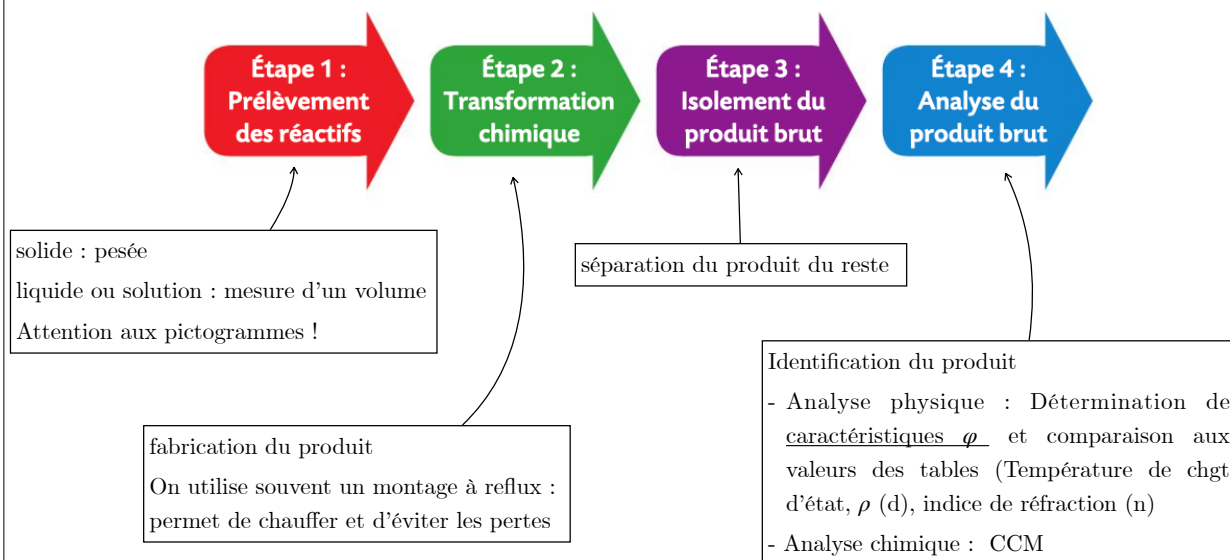 Étape 1 :
Prélèvement
des réactifs
Étape 2 :
Transformation
chimique
Étape 3 :
Isolement du
produit brut
Étape 4 :
Analyse du
produit brut
solide : pesée
liquide ou solution : mesure d'un volume
Attention aux pictogrammes !
séparation du produit du reste
fabrication du produit
On utilise souvent un montage à reflux :
permet de chauffer et d'éviter les pertes
Identification du produit
- Analyse physique : Détermination de
caractéristiques φ et comparaison aux
valeurs des tables (Température de chgt
d'état, ρ (d), indice de réfraction (n)
- Analyse chimique : CCM